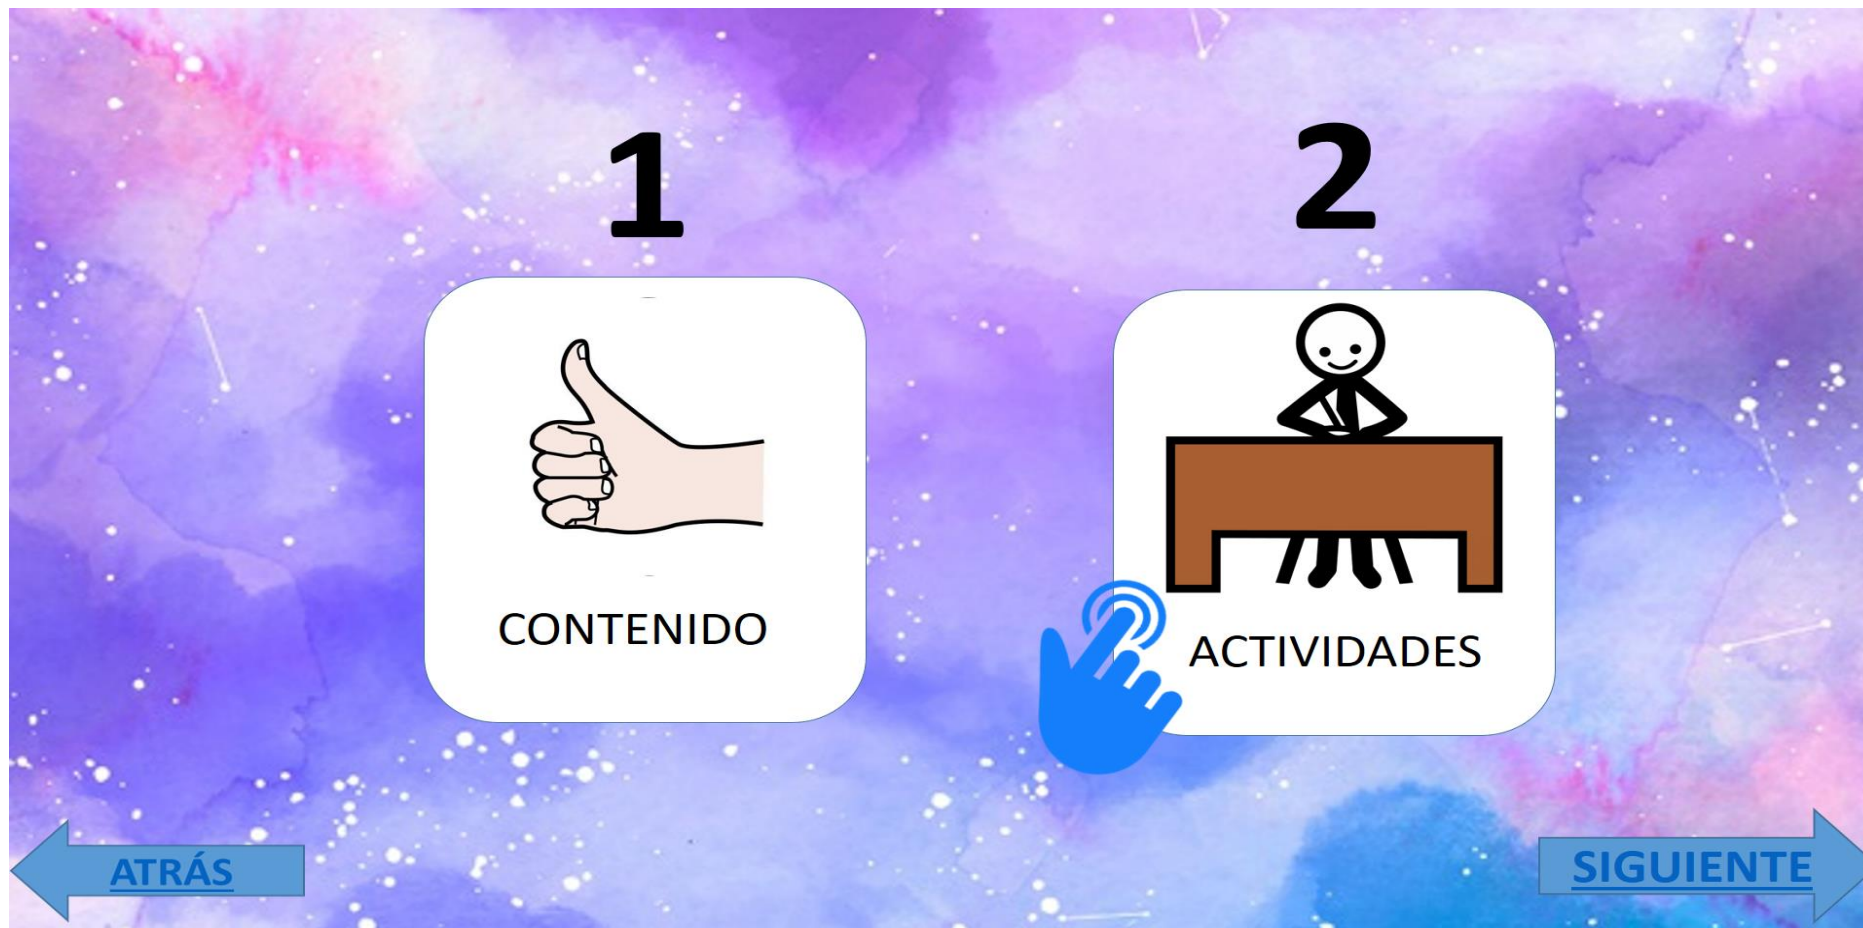 1
2
CONTENIDO
ACTIVIDADES
ATRÁS
SIGUIENTE